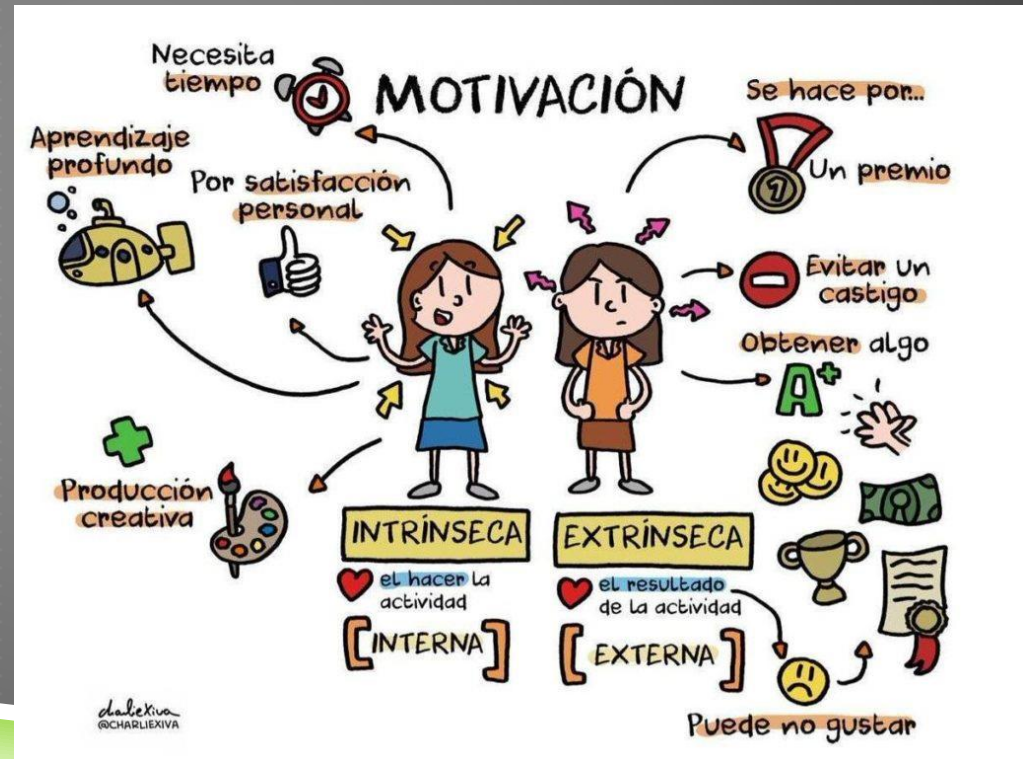 MOTIVACIÓN
Necesita
tiempo
Aprendizaje
profundo
Por satisfacción
personal
Producción
creativa
INTRÍNSECA
el hacer la
actividad
[INTERNA]
Se hace por...
Un premio
Evitar un
castigo
Obtener algo
A+
EXTRÍNSECA
el resultado
de la actividad
[EXTERNA]
Puede no gustar
charliexiva
@CHARLIEXIVA
1